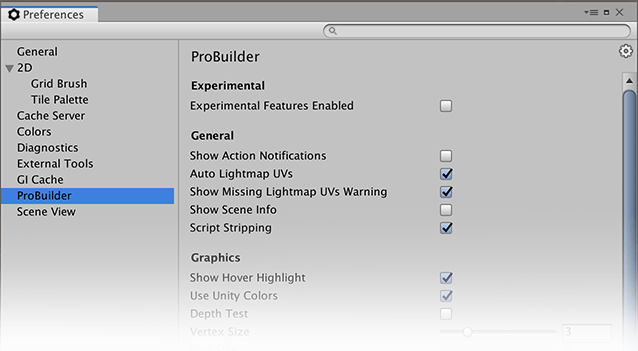 Preferences
General
2D
Grid Brush
Tile Palette
Cache Server
Colors
Diagnostics
External Tools
GI Cache
ProBuilder
Scene View
ProBuilder
Experimental
Experimental Features Enabled
General
Show Action Notifications
Auto Lightmap UVs
Show Missing Lightmap UVs Warning
Show Scene Info
Script Stripping
Graphics
Show Hover Highlight
Use Unity Colors
Depth Test
Vertex Size 3